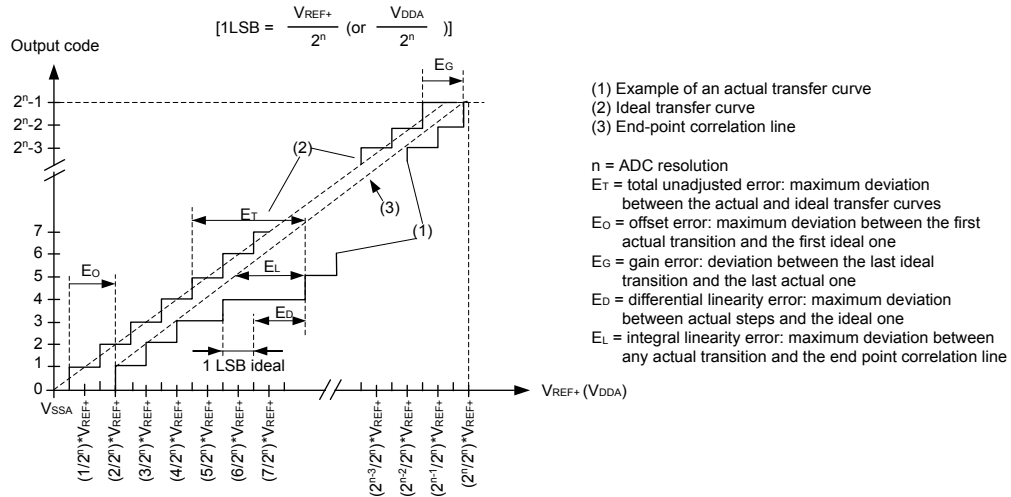 [1LSB = VREF+ / 2ⁿ (or VDDA / 2ⁿ )]
Output code
EG
2ⁿ-1
2ⁿ-2
2ⁿ-3
7
6
5
4
3
2
1
0
(2)
(3)
(1)
ET
EO
EL
ED
1 LSB ideal
VSSA
VREF+ (VDDA)
(1/2ⁿ)*VREF+
(2/2ⁿ)*VREF+
(3/2ⁿ)*VREF+
(4/2ⁿ)*VREF+
(5/2ⁿ)*VREF+
(6/2ⁿ)*VREF+
(7/2ⁿ)*VREF+
(2ⁿ⁻³/2ⁿ)*VREF+
(2ⁿ⁻²/2ⁿ)*VREF+
(2ⁿ⁻¹/2ⁿ)*VREF+
(2ⁿ/2ⁿ)*VREF+
(1) Example of an actual transfer curve
(2) Ideal transfer curve
(3) End-point correlation line
n = ADC resolution
ET = total unadjusted error: maximum deviation
between the actual and ideal transfer curves
EO = offset error: maximum deviation between the first
actual transition and the first ideal one
EG = gain error: deviation between the last ideal
transition and the last actual one
ED = differential linearity error: maximum deviation
between actual steps and the ideal one
EL = integral linearity error: maximum deviation between
any actual transition and the end point correlation line